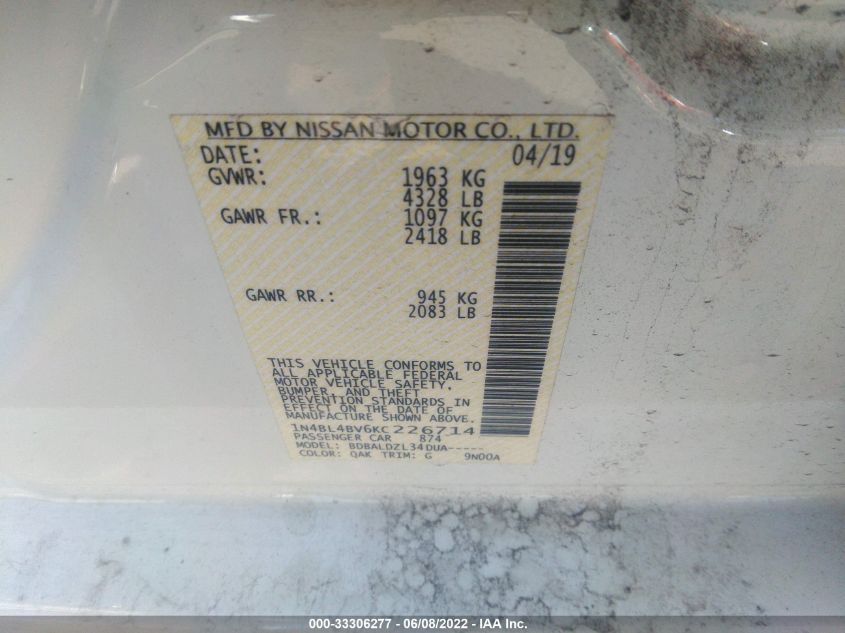 MFD BY NISSAN MOTOR CO., LTD.
DATE: 04/19
GVWR: 1963 KG
4328 LB
GAWR FR.: 1097 KG
2418 LB
GAWR RR.: 945 KG
2083 LB
THIS VEHICLE CONFORMS TO
ALL APPLICABLE FEDERAL
MOTOR VEHICLE SAFETY,
BUMPER, AND THEFT
PREVENTION STANDARDS IN
EFFECT ON THE DATE OF
MANUFACTURE SHOWN ABOVE.
1N4BL4BV6KC226714
PASSENGER CAR 874
MODEL: BDBALDZL34DUA-----
COLOR: QAK TRIM: G 9N00A
000-33306277 - 06/08/2022 - IAA Inc.